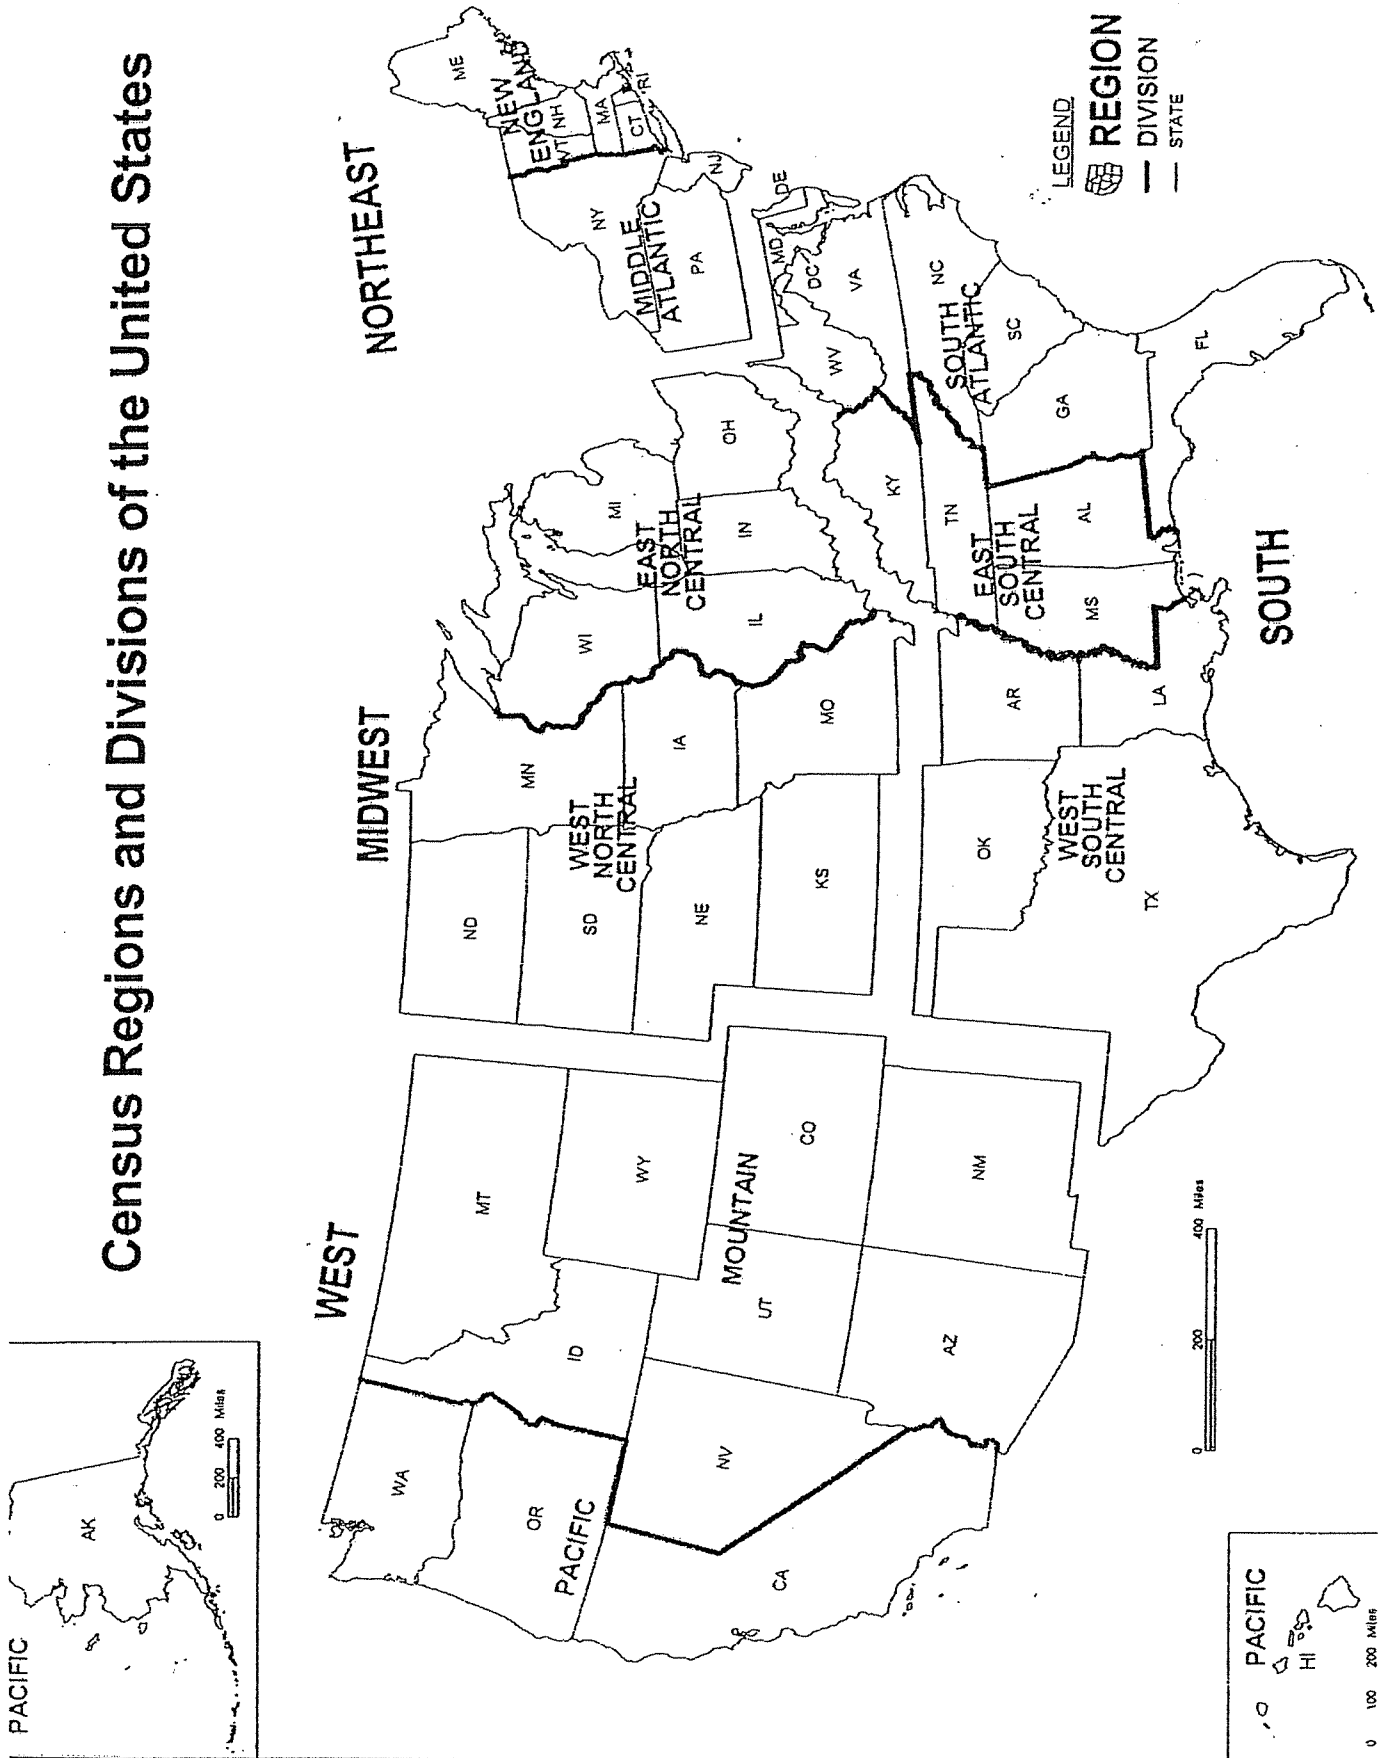 Census Regions and Divisions of the United States
PACIFIC
AK
0 200 400 Miles
WEST
MIDWEST
NORTHEAST
WA
MT
ND
MN
ME
OR
ID
WY
SD
WI
MI
NY
VT
NH
NEW
ENGLAND
MA
CT
RI
PACIFIC
NV
UT
MOUNTAIN
CO
NE
WEST
NORTH
CENTRAL
IA
IL
EAST
NORTH
CENTRAL
IN
OH
PA
MIDDLE
ATLANTIC
NJ
CA
AZ
NM
KS
MO
KY
WV
MD
DE
DC
VA
OK
AR
TN
NC
SOUTH
ATLANTIC
SC
TX
WEST
SOUTH
CENTRAL
LA
MS
EAST
SOUTH
CENTRAL
AL
GA
FL
SOUTH
PACIFIC
HI
0 100 200 Miles
0 200 400 Miles
LEGEND
REGION
DIVISION
STATE